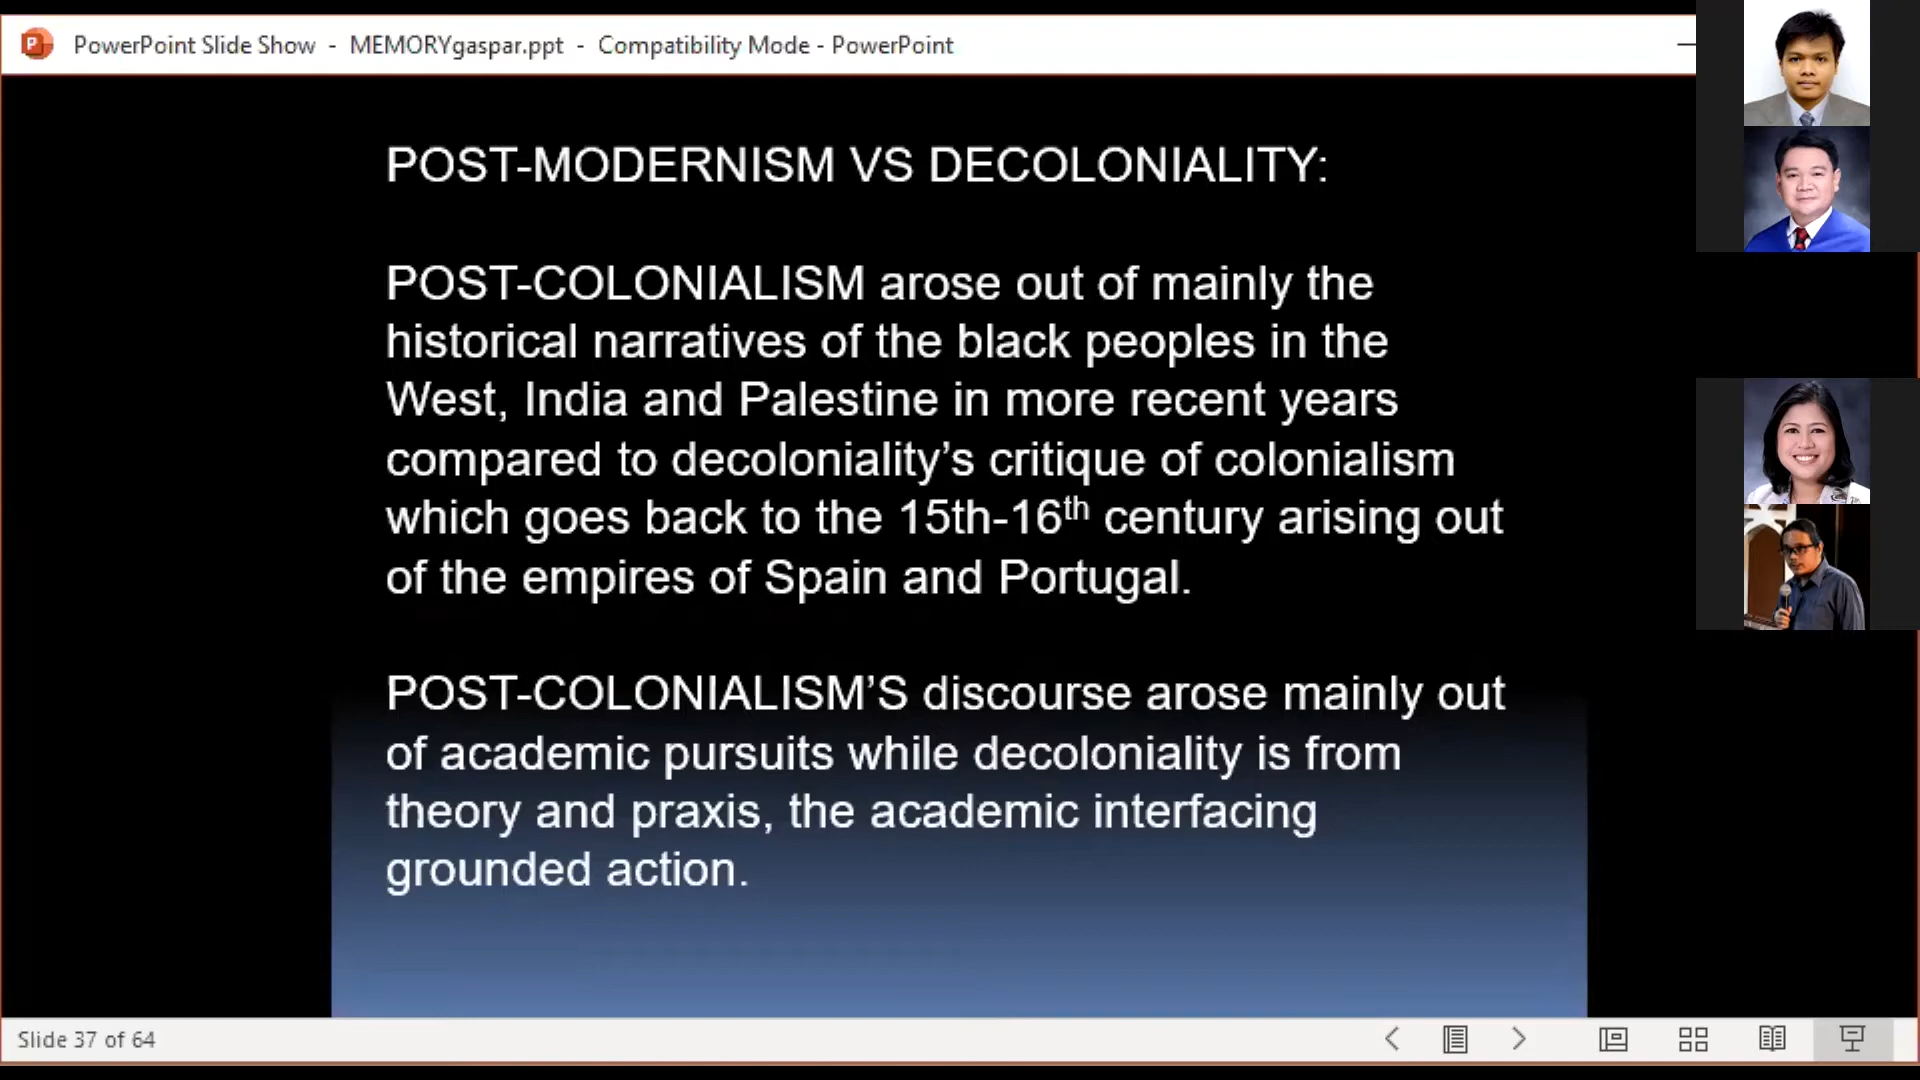 PowerPoint Slide Show - MEMORYgaspar.ppt - Compatibility Mode - PowerPoint
POST-MODERNISM VS DECOLONIALITY:
POST-COLONIALISM arose out of mainly the
historical narratives of the black peoples in the
West, India and Palestine in more recent years
compared to decoloniality’s critique of colonialism
which goes back to the 15th-16th century arising out
of the empires of Spain and Portugal.
POST-COLONIALISM’S discourse arose mainly out
of academic pursuits while decoloniality is from
theory and praxis, the academic interfacing
grounded action.
Slide 37 of 64